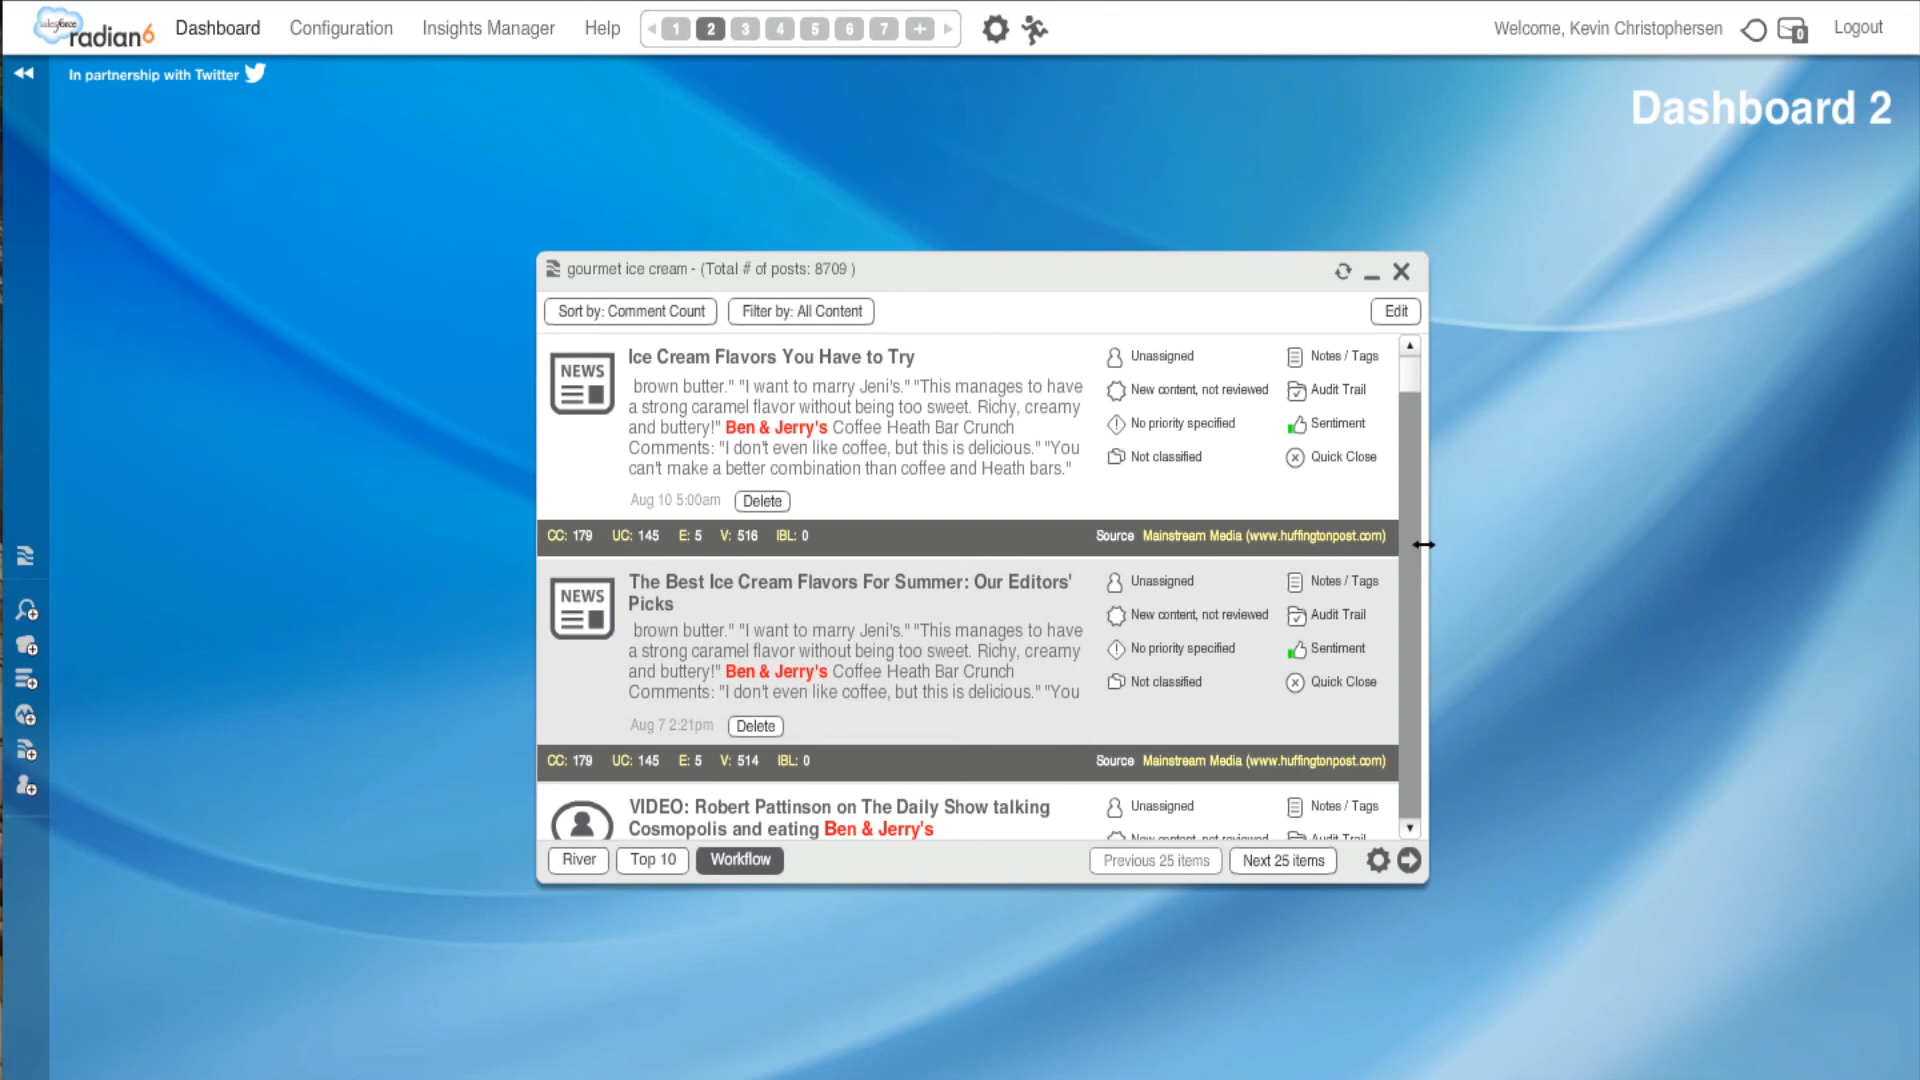 salesforce
radian6
Dashboard
Configuration
Insights Manager
Help
1 2 3 4 5 6 7 +
Welcome, Kevin Christophersen
0
Logout
In partnership with Twitter
Dashboard 2
gourmet ice cream - (Total # of posts: 8709 )
Sort by: Comment Count
Filter by: All Content
Edit
NEWS
Ice Cream Flavors You Have to Try
brown butter." "I want to marry Jeni's." "This manages to have
a strong caramel flavor without being too sweet. Richy, creamy
and buttery!" Ben & Jerry's Coffee Heath Bar Crunch
Comments: "I don't even like coffee, but this is delicious." "You
can't make a better combination than coffee and Heath bars."
Aug 10 5:00am
Delete
Unassigned
Notes / Tags
New content, not reviewed
Audit Trail
No priority specified
Sentiment
Not classified
Quick Close
CC: 179 UC: 145 E: 5 V: 516 IBL: 0
Source Mainstream Media (www.huffingtonpost.com)
NEWS
The Best Ice Cream Flavors For Summer: Our Editors'
Picks
brown butter." "I want to marry Jeni's." "This manages to have
a strong caramel flavor without being too sweet. Richy, creamy
and buttery!" Ben & Jerry's Coffee Heath Bar Crunch
Comments: "I don't even like coffee, but this is delicious." "You
Aug 7 2:21pm
Delete
Unassigned
Notes / Tags
New content, not reviewed
Audit Trail
No priority specified
Sentiment
Not classified
Quick Close
CC: 179 UC: 145 E: 5 V: 514 IBL: 0
Source Mainstream Media (www.huffingtonpost.com)
VIDEO: Robert Pattinson on The Daily Show talking
Cosmopolis and eating Ben & Jerry's
Unassigned
Notes / Tags
New content, not reviewed
Audit Trail
River
Top 10
Workflow
Previous 25 items
Next 25 items